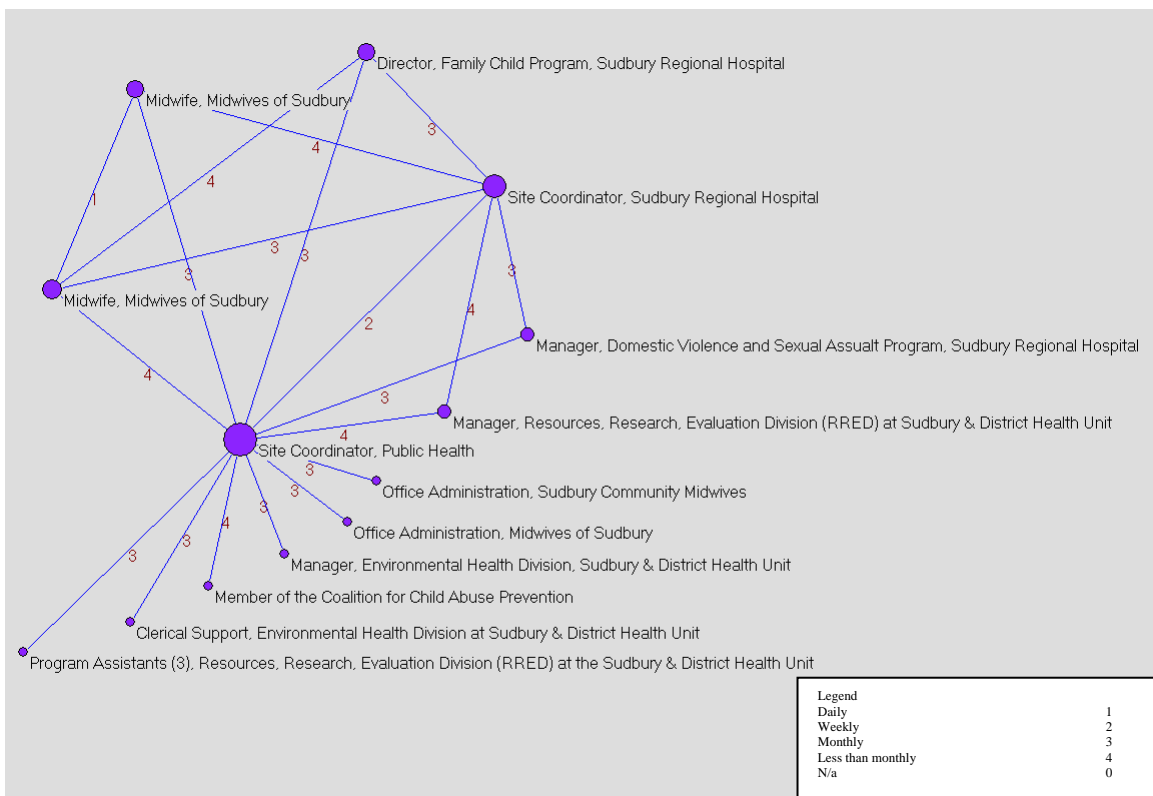 Director, Family Child Program, Sudbury Regional Hospital
Midwife, Midwives of Sudbury
3
4
4
Site Coordinator, Sudbury Regional Hospital
1
3
3
3
3
Midwife, Midwives of Sudbury
4
2
Manager, Domestic Violence and Sexual Assualt Program, Sudbury Regional Hospital
4
3
Manager, Resources, Research, Evaluation Division (RRED) at Sudbury & District Health Unit
4
Site Coordinator, Public Health
3
Office Administration, Sudbury Community Midwives
3
3
Office Administration, Midwives of Sudbury
4
3
3
Manager, Environmental Health Division, Sudbury & District Health Unit
Member of the Coalition for Child Abuse Prevention
Clerical Support, Environmental Health Division at Sudbury & District Health Unit
Program Assistants (3), Resources, Research, Evaluation Division (RRED) at the Sudbury & District Health Unit
Legend
Daily 1
Weekly 2
Monthly 3
Less than monthly 4
N/a 0